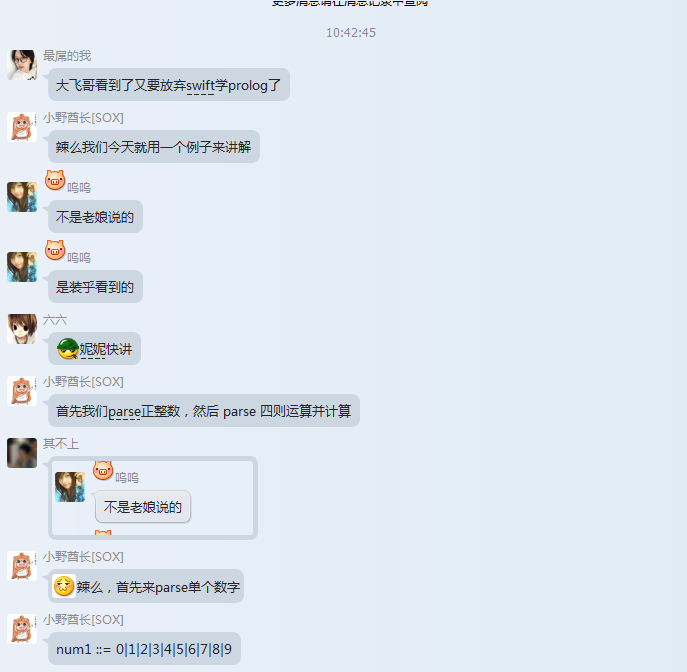 更多消息请在消息记录中查阅
10:42:45
最屌的我
大飞哥看到了又要放弃swift学prolog了
小野酋长[SOX]
辣么我们今天就用一个例子来讲解
呜呜
不是老娘说的
呜呜
是装乎看到的
六六
妮妮快讲
小野酋长[SOX]
首先我们parse正整数，然后 parse 四则运算并计算
其不上
呜呜
不是老娘说的
小野酋长[SOX]
辣么，首先来parse单个数字
小野酋长[SOX]
num1 ::= 0|1|2|3|4|5|6|7|8|9